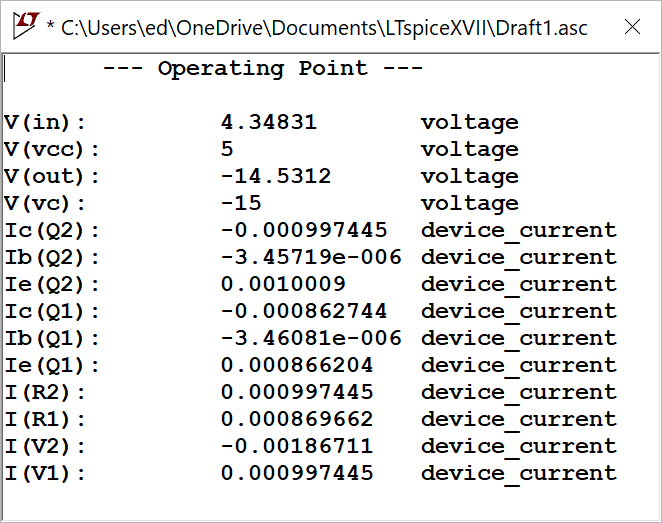 * C:\Users\ed\OneDrive\Documents\LTspiceXVII\Draft1.asc
--- Operating Point ---
V(in): 4.34831 voltage
V(vcc): 5 voltage
V(out): -14.5312 voltage
V(vc): -15 voltage
Ic(Q2): -0.000997445 device_current
Ib(Q2): -3.45719e-006 device_current
Ie(Q2): 0.0010009 device_current
Ic(Q1): -0.000862744 device_current
Ib(Q1): -3.46081e-006 device_current
Ie(Q1): 0.000866204 device_current
I(R2): 0.000997445 device_current
I(R1): 0.000869662 device_current
I(V2): -0.00186711 device_current
I(V1): 0.000997445 device_current